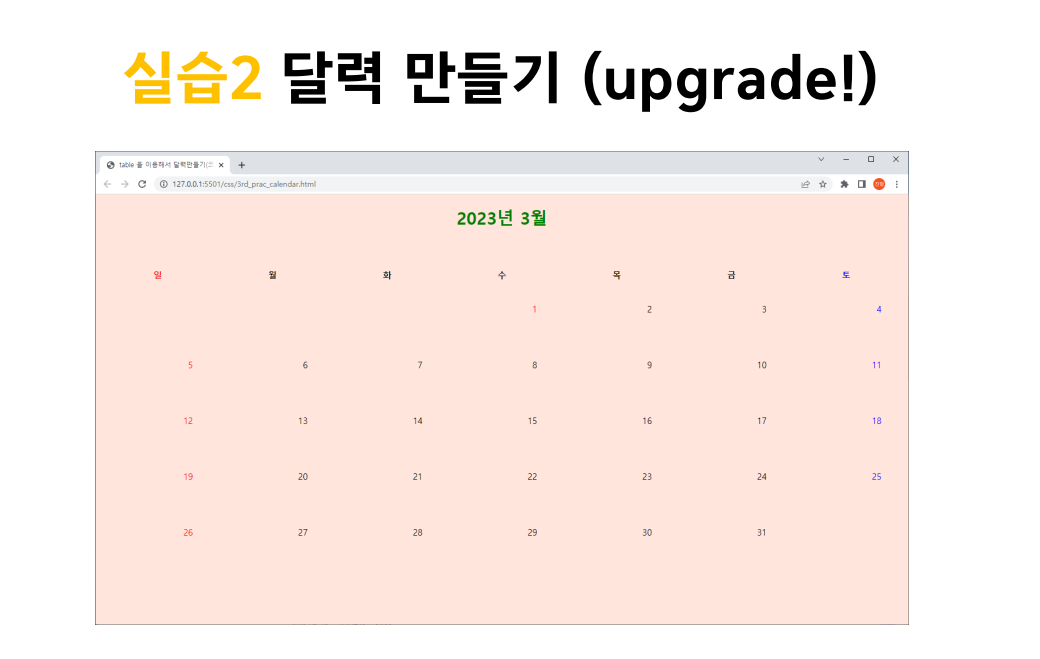 실습2 달력 만들기 (upgrade!)
table 을 이용해서 달력만들기
127.0.0.1:5501/css/3rd_prac_calendar.html
2023년 3월
일 월 화 수 목 금 토
1 2 3 4
5 6 7 8 9 10 11
12 13 14 15 16 17 18
19 20 21 22 23 24 25
26 27 28 29 30 31